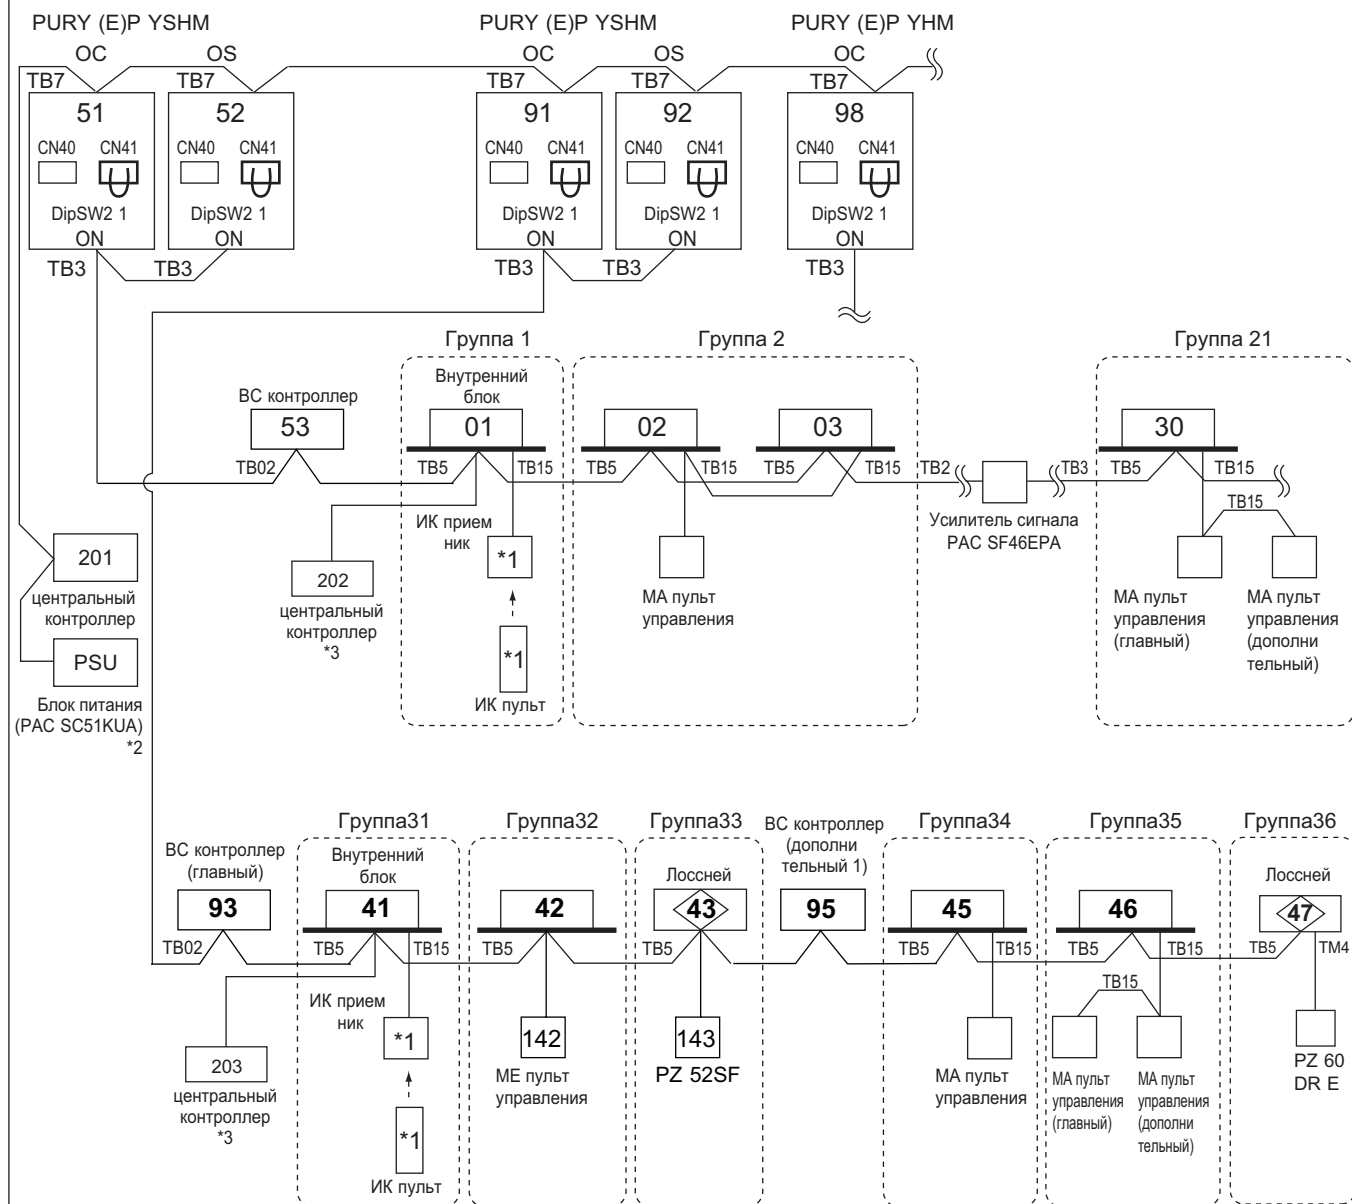 PURY (E)P YSHM
PURY (E)P YSHM
PURY (E)P YHM
OC
OS
OC
OS
OC
TB7
TB7
TB7
TB7
TB7
51
52
91
92
98
CN40 CN41
CN40 CN41
CN40 CN41
CN40 CN41
CN40 CN41
DipSW2 1
DipSW2 1
DipSW2 1
DipSW2 1
DipSW2 1
ON
ON
ON
ON
ON
TB3
TB3
TB3
TB3
TB3
Группа 1
Группа 2
Группа 21
ВС контроллер
Внутренний
блок
53
01
02
03
30
TB02
TB5
TB15
TB5
TB15
TB5
TB15
TB2
TB3
TB5
TB15
Усилитель сигнала
PAC SF46EPA
TB15
ИК прием
ник
*1
201
центральный
контроллер
202
центральный
контроллер
*3
МА пульт
управления
МА пульт
управления
(главный)
МА пульт
управления
(дополни
тельный)
*1
ИК пульт
PSU
Блок питания
(PAC SC51KUA)
*2
Группа31
Группа32
Группа33
Группа34
Группа35
Группа36
ВС контроллер
(главный)
Внутренний
блок
ВС контроллер
(дополни
тельный 1)
Лоссней
Лоссней
93
41
42
43
95
45
46
47
TB02
TB5
TB15
TB5
TB5
TB5
TB15
TB5
TB15
TB5
TM4
TB15
ИК прием
ник
*1
142
143
203
центральный
контроллер
*3
МЕ пульт
управления
PZ 52SF
МА пульт
управления
МА пульт
управления
(главный)
МА пульт
управления
(дополни
тельный)
PZ 60
DR E
*1
ИК пульт